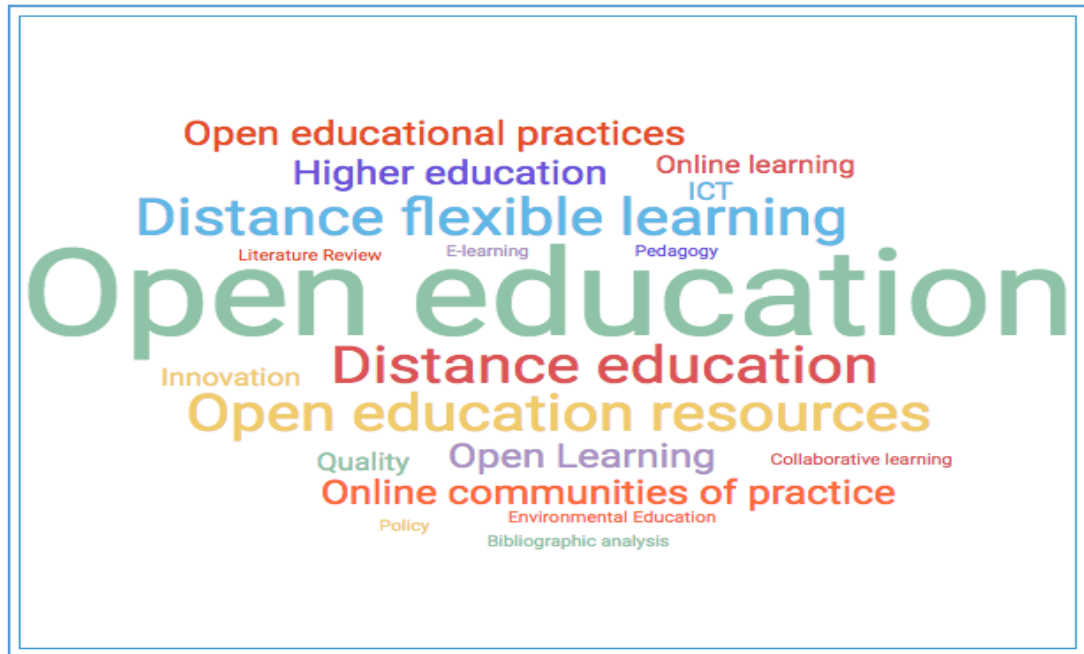 Open educational practices
Higher education Online learning
ICT
Distance flexible learning
Literature Review E-learning Pedagogy
Open education
Distance education
Innovation
Open education resources
Quality Open Learning Collaborative learning
Online communities of practice
Policy Environmental Education
Bibliographic analysis